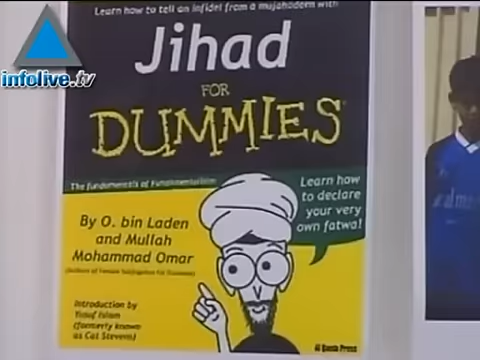 Learn how to tell an infidel from a mujahodem with
Jihad
FOR
DUMMIES
infolive.tv
The fundamentals of Fundamentalism
Learn how
to declare
your very
own fatwa!
By O. bin Laden
and Mullah
Mohammad Omar
(Authors of Female Subjugation for Dummies)
Introduction by
Yusuf Islam
(formerly known
as Cat Stevens)
Al Qaeda Press